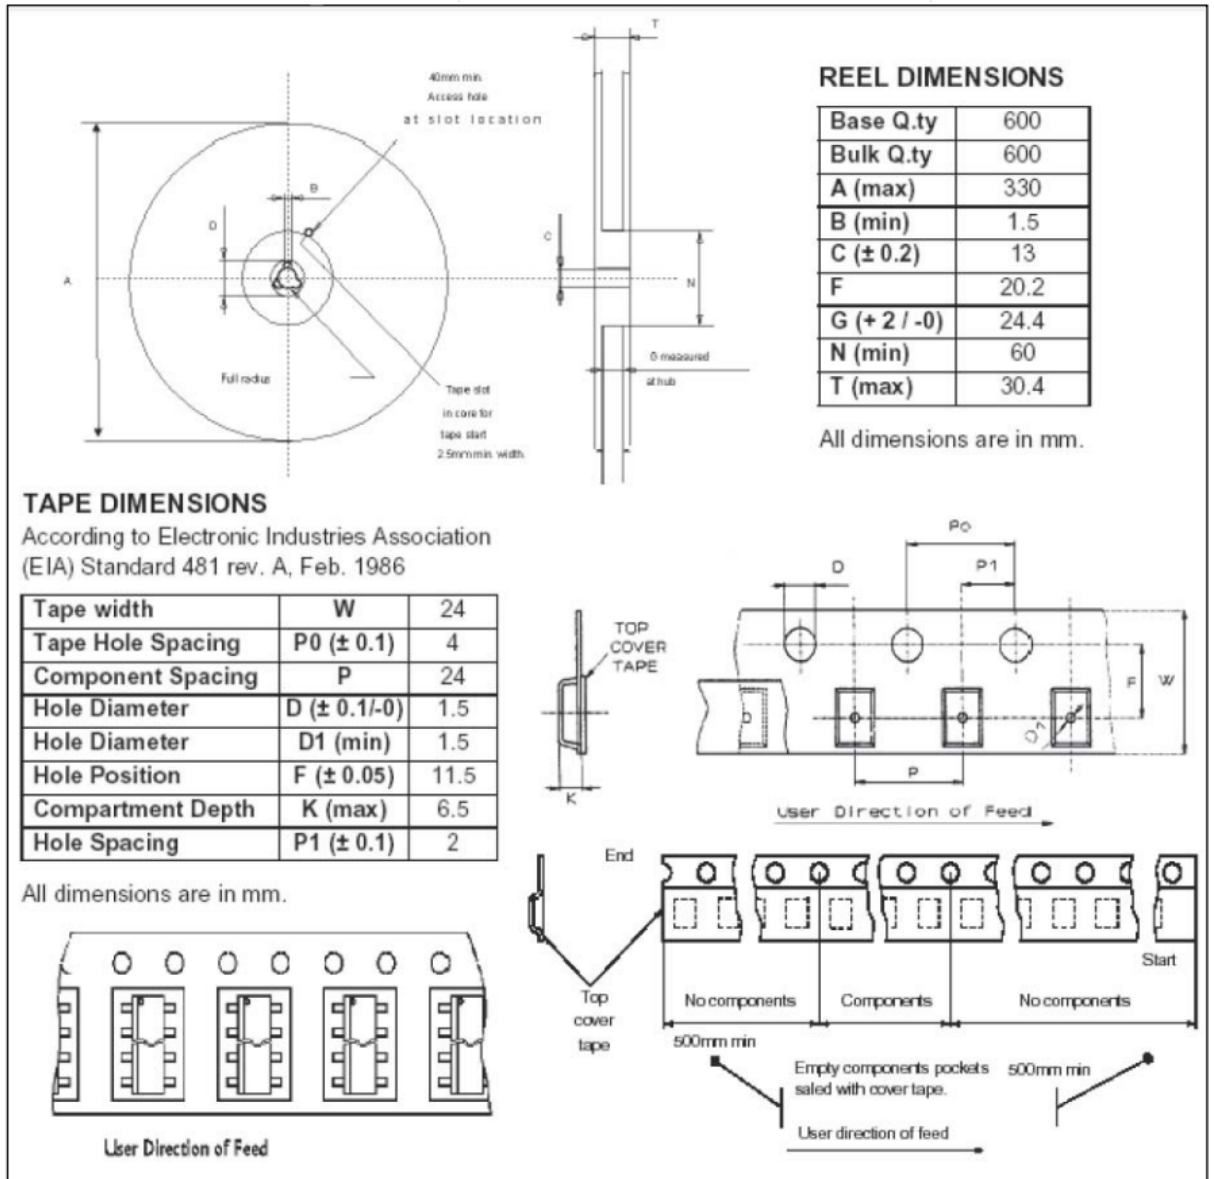 T
40mm min.
Access hole
at slot location
B
D
C
A
N
G measured
at hub
Full radius
Tape slot
in core for
tape start
2.5mm min. width.
REEL DIMENSIONS
Base Q.ty 600
Bulk Q.ty 600
A (max) 330
B (min) 1.5
C (± 0.2) 13
F 20.2
G (+ 2 / -0) 24.4
N (min) 60
T (max) 30.4
All dimensions are in mm.
TAPE DIMENSIONS
According to Electronic Industries Association
(EIA) Standard 481 rev. A, Feb. 1986
Tape width W 24
Tape Hole Spacing P0 (± 0.1) 4
Component Spacing P 24
Hole Diameter D (± 0.1/-0) 1.5
Hole Diameter D1 (min) 1.5
Hole Position F (± 0.05) 11.5
Compartment Depth K (max) 6.5
Hole Spacing P1 (± 0.1) 2
All dimensions are in mm.
P0
D
P1
TOP
COVER
TAPE
F
W
P
K
User Direction of Feed
End
Start
Top
cover
tape
No components
Components
No components
500mm min
Empty components pockets
saled with cover tape.
500mm min
User direction of feed
User Direction of Feed